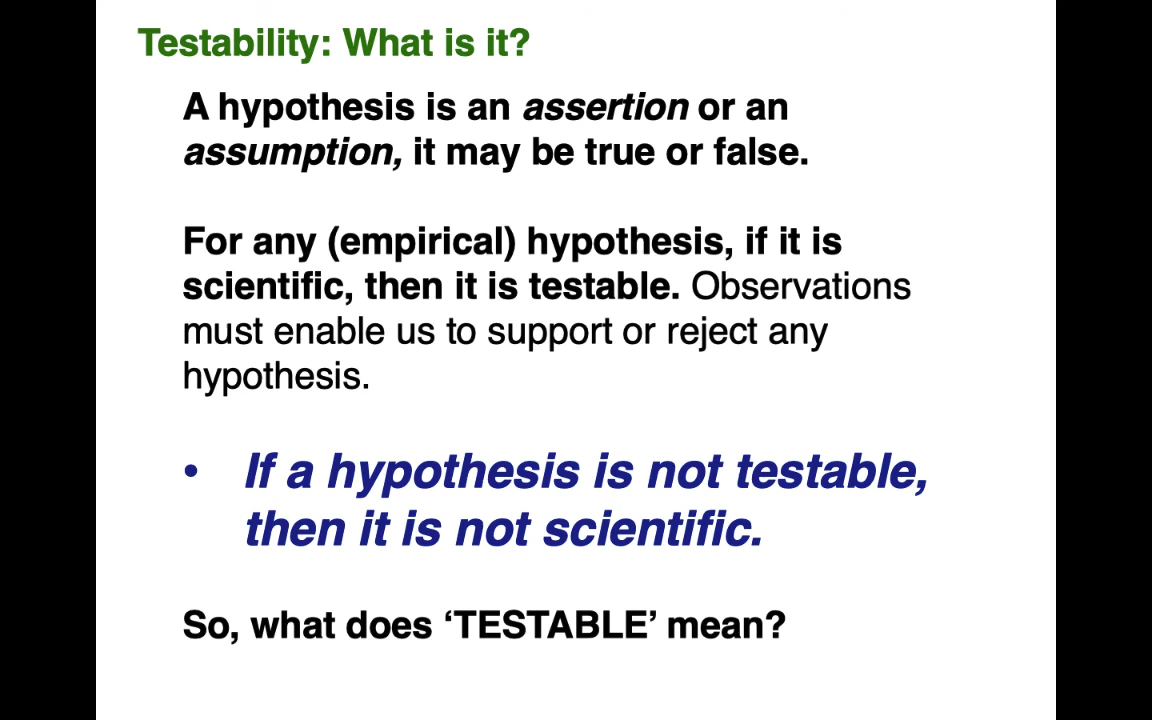 Testability: What is it?
A hypothesis is an assertion or an
assumption, it may be true or false.
For any (empirical) hypothesis, if it is
scientific, then it is testable. Observations
must enable us to support or reject any
hypothesis.
• If a hypothesis is not testable,
then it is not scientific.
So, what does ‘TESTABLE’ mean?